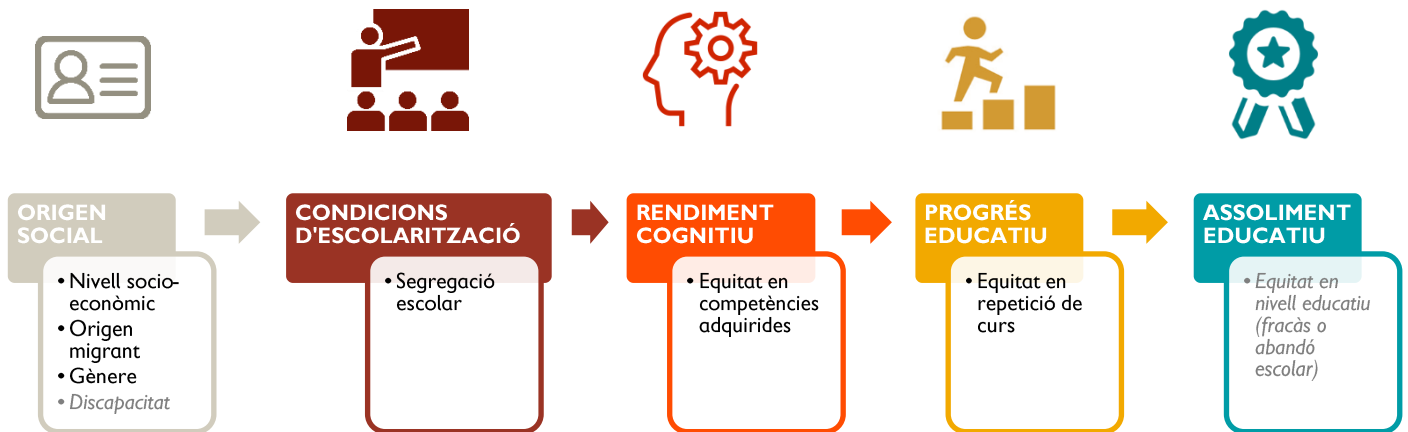 ORIGEN
SOCIAL
• Nivell socio-
econòmic
• Origen
migrant
• Gènere
• Discapacitat
CONDICIONS
D'ESCOLARITZACIÓ
• Segregació
escolar
RENDIMENT
COGNITIU
• Equitat en
competències
adquirides
PROGRÉS
EDUCATIU
• Equitat en
repetició de
curs
ASSOLIMENT
EDUCATIU
• Equitat en
nivell educatiu
(fracàs o
abandó
escolar)